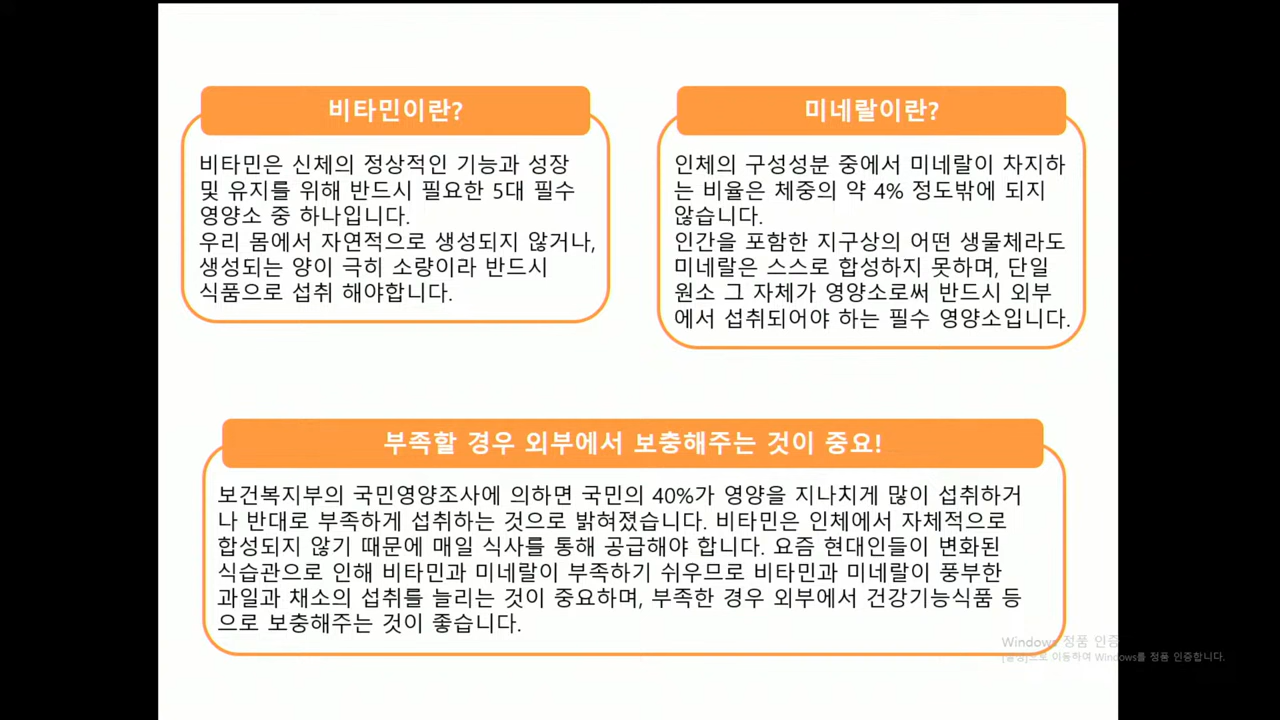 비타민이란?
비타민은 신체의 정상적인 기능과 성장
및 유지를 위해 반드시 필요한 5대 필수
영양소 중 하나입니다.
우리 몸에서 자연적으로 생성되지 않거나,
생성되는 양이 극히 소량이라 반드시
식품으로 섭취 해야합니다.
미네랄이란?
인체의 구성성분 중에서 미네랄이 차지하
는 비율은 체중의 약 4% 정도밖에 되지
않습니다.
인간을 포함한 지구상의 어떤 생물체라도
미네랄은 스스로 합성하지 못하며, 단일
원소 그 자체가 영양소로써 반드시 외부
에서 섭취되어야 하는 필수 영양소입니다.
부족할 경우 외부에서 보충해주는 것이 중요!
보건복지부의 국민영양조사에 의하면 국민의 40%가 영양을 지나치게 많이 섭취하거
나 반대로 부족하게 섭취하는 것으로 밝혀졌습니다. 비타민은 인체에서 자체적으로
합성되지 않기 때문에 매일 식사를 통해 공급해야 합니다. 요즘 현대인들이 변화된
식습관으로 인해 비타민과 미네랄이 부족하기 쉬우므로 비타민과 미네랄이 풍부한
과일과 채소의 섭취를 늘리는 것이 중요하며, 부족한 경우 외부에서 건강기능식품 등
으로 보충해주는 것이 좋습니다.
Windows 정품 인증
[설정]으로 이동하여 Windows를 정품 인증합니다.